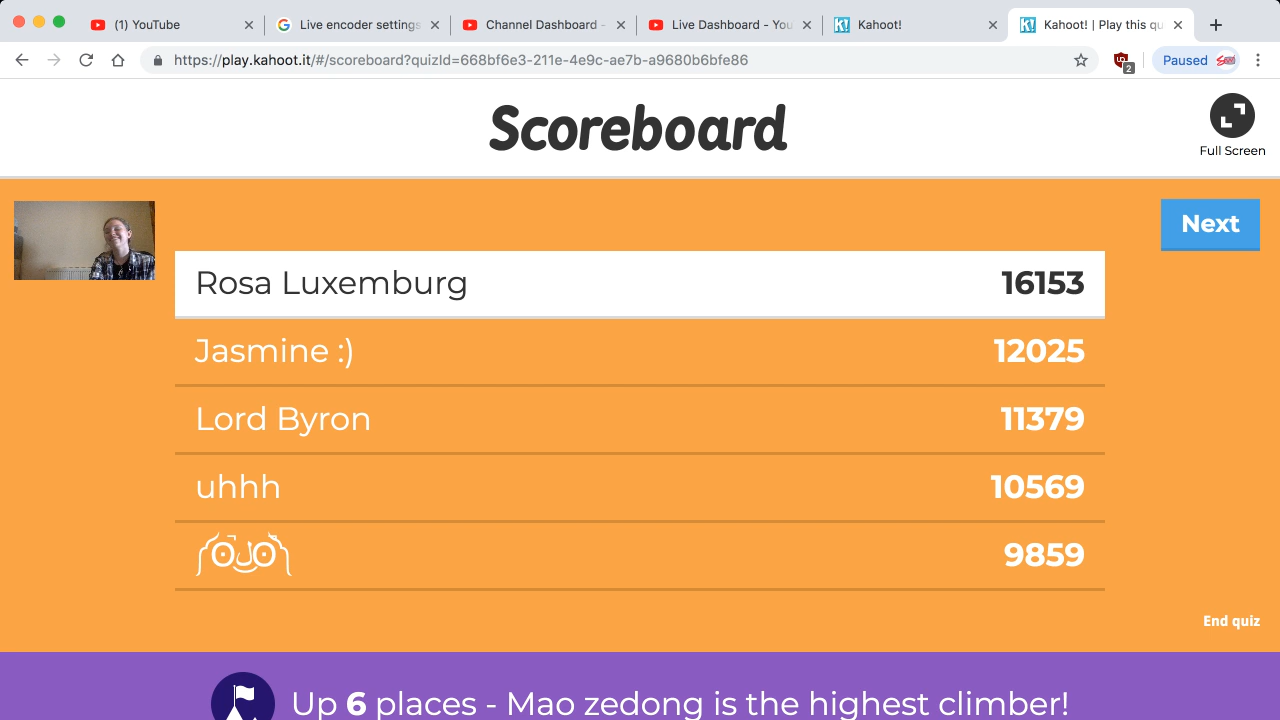 (1) YouTube
Live encoder settings
Channel Dashboard -
Live Dashboard - You
Kahoot!
Kahoot! | Play this qu
https://play.kahoot.it/#/scoreboard?quizId=668bf6e3-211e-4e9c-ae7b-a9680b6bfe86
2
Paused
Scoreboard
Full Screen
Next
Rosa Luxemburg 16153
Jasmine :) 12025
Lord Byron 11379
uhhh 10569
9859
End quiz
Up 6 places - Mao zedong is the highest climber!